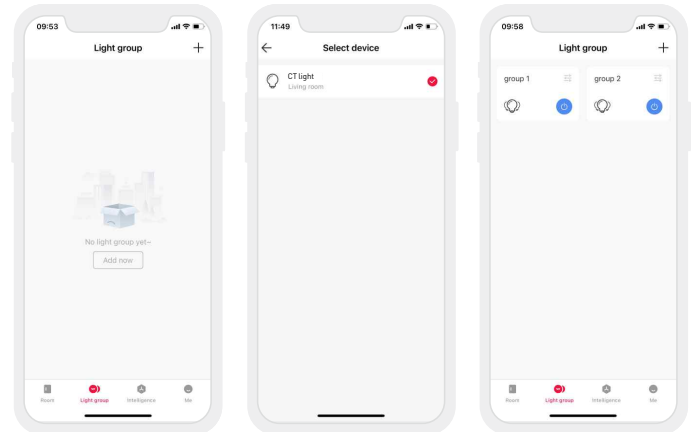 09:53
Light group
No light group yet~
Add now
Room
Light group
Intelligence
Me
11:49
Select device
CT light
Living room
09:58
Light group
group 1
group 2
Room
Light group
Intelligence
Me